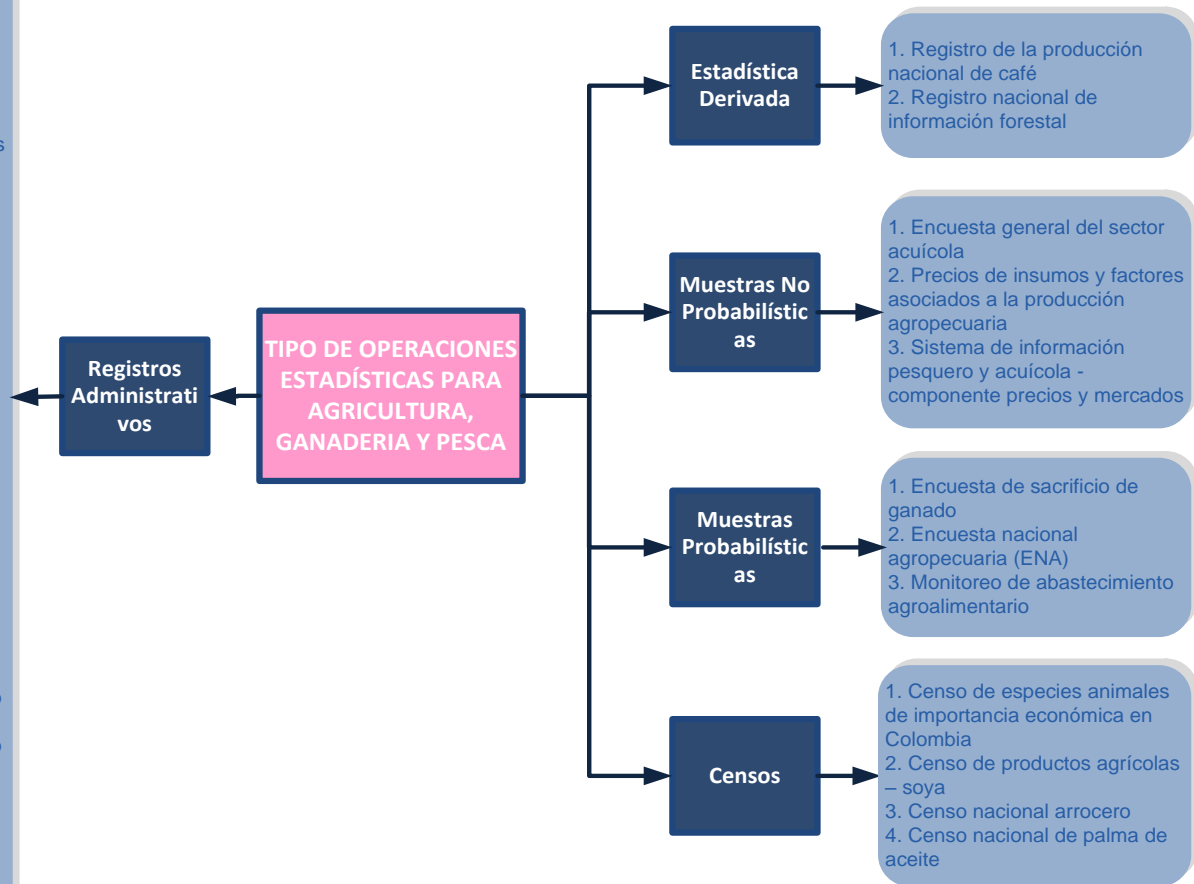 Registros
Administrati
vos
TIPO DE OPERACIONES
ESTADÍSTICAS PARA
AGRICULTURA,
GANADERIA Y PESCA
Estadística
Derivada
1. Registro de la producción
nacional de café
2. Registro nacional de
información forestal
Muestras No
Probabilístic
as
1. Encuesta general del sector
acuícola
2. Precios de insumos y factores
asociados a la producción
agropecuaria
3. Sistema de información
pesquero y acuícola -
componente precios y mercados
Muestras
Probabilístic
as
1. Encuesta de sacrificio de
ganado
2. Encuesta nacional
agropecuaria (ENA)
3. Monitoreo de abastecimiento
agroalimentario
Censos
1. Censo de especies animales
de importancia económica en
Colombia
2. Censo de productos agrícolas
– soya
3. Censo nacional arrocero
4. Censo nacional de palma de
aceite